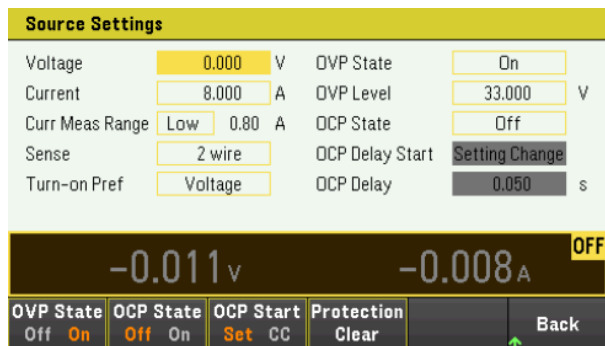 Source Settings
Voltage 0.000 V OVP State On
Current 8.000 A OVP Level 33.000 V
Curr Meas Range Low 0.80 A OCP State Off
Sense 2 wire OCP Delay Start Setting Change
Turn-on Pref Voltage OCP Delay 0.050 s
OFF
-0.011 V -0.008 A
OVP State OCP State OCP Start Protection
Off On Off On Set CC Clear Back